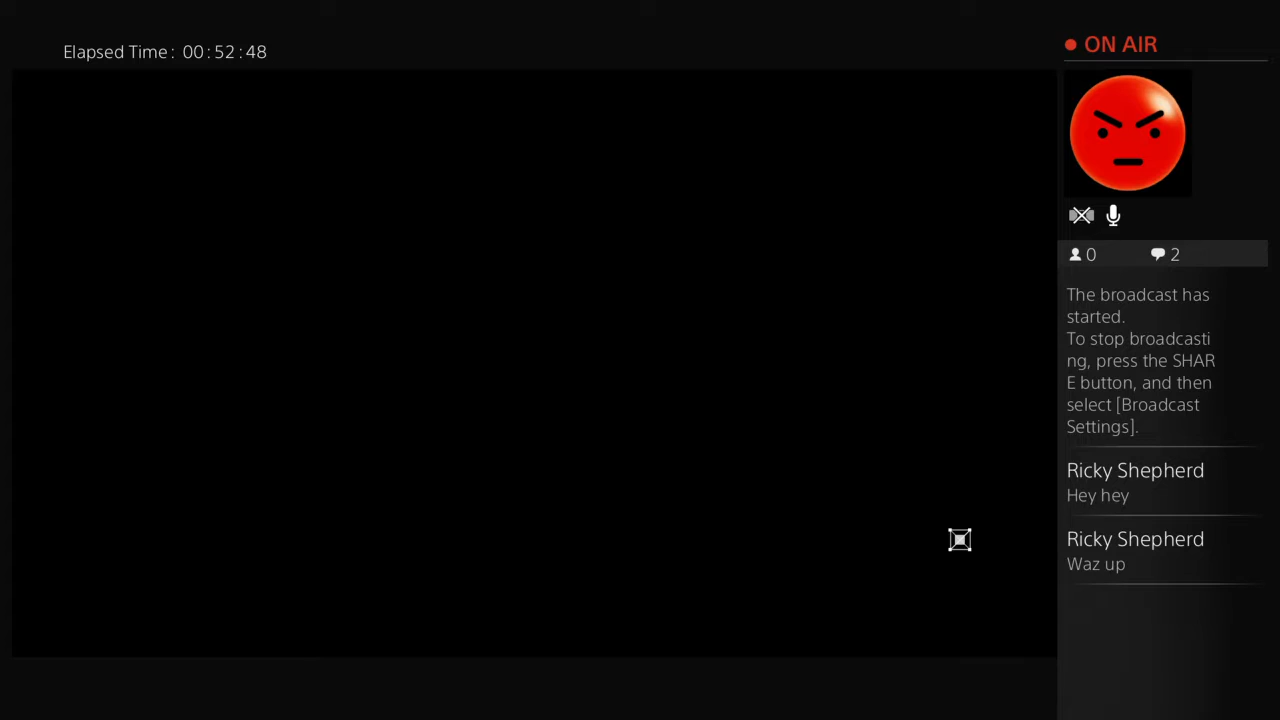 Elapsed Time: 00:52:48
ON AIR
0 2
The broadcast has
started.
To stop broadcasti
ng, press the SHAR
E button, and then
select [Broadcast
Settings].
Ricky Shepherd
Hey hey
Ricky Shepherd
Waz up